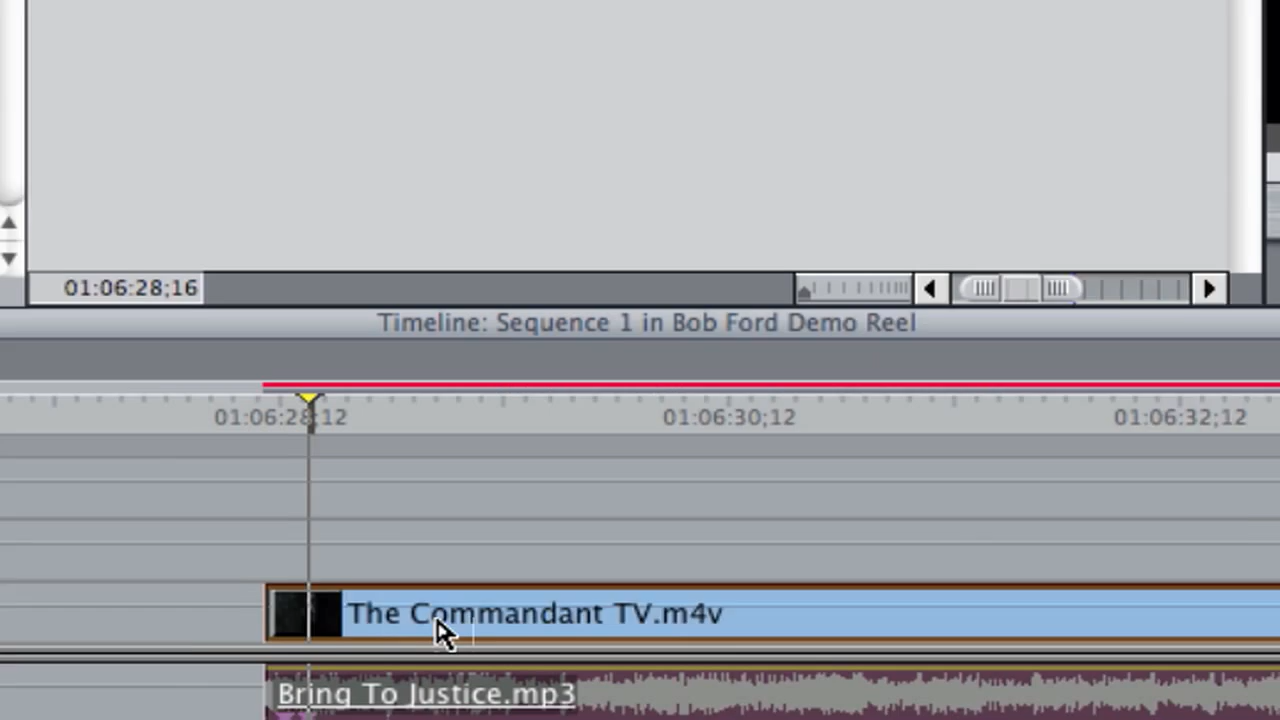 01:06:28;16
Timeline: Sequence 1 in Bob Ford Demo Reel
01:06:28;12 01:06:30;12 01:06:32;12
The Commandant TV.m4v
Bring To Justice.mp3